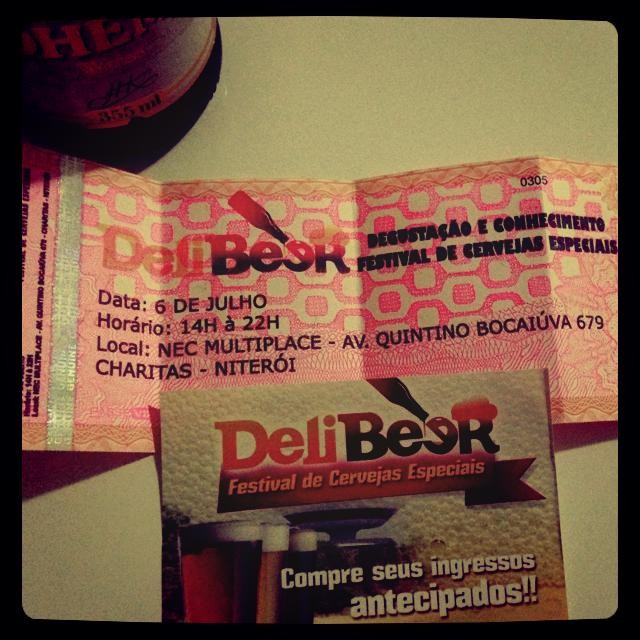 355 ml
0305
DeliBeeR
DEGUSTAÇÃO E CONHECIMENTO
FESTIVAL DE CERVEJAS ESPECIAIS
Data: 6 DE JULHO
Horário: 14H à 22H
Local: NEC MULTIPLACE - AV. QUINTINO BOCAIÚVA 679
CHARITAS - NITERÓI
DeliBeeR
Festival de Cervejas Especiais
Compre seus ingressos
antecipados!!